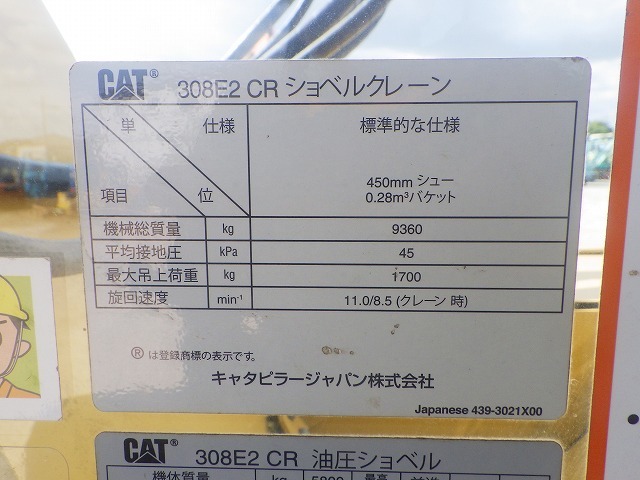 CAT® 308E2 CR ショベルクレーン
単 仕様 標準的な仕様
項目 位 450mm シュー
0.28m³バケット
機械総質量 kg 9360
平均接地圧 kPa 45
最大吊上荷重 kg 1700
旋回速度 min⁻¹ 11.0/8.5 (クレーン時)
®は登録商標の表示です。
キャタピラージャパン株式会社
Japanese 439-3021X00
CAT® 308E2 CR 油圧ショベル
機体質量 kg